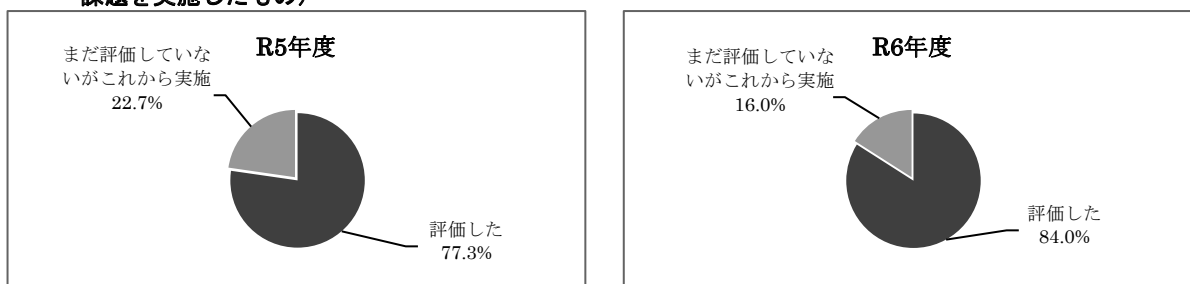 課題を実施したもの）
R5年度
まだ評価していな
いがこれから実施
22.7%
評価した
77.3%
R6年度
まだ評価していな
いがこれから実施
16.0%
評価した
84.0%